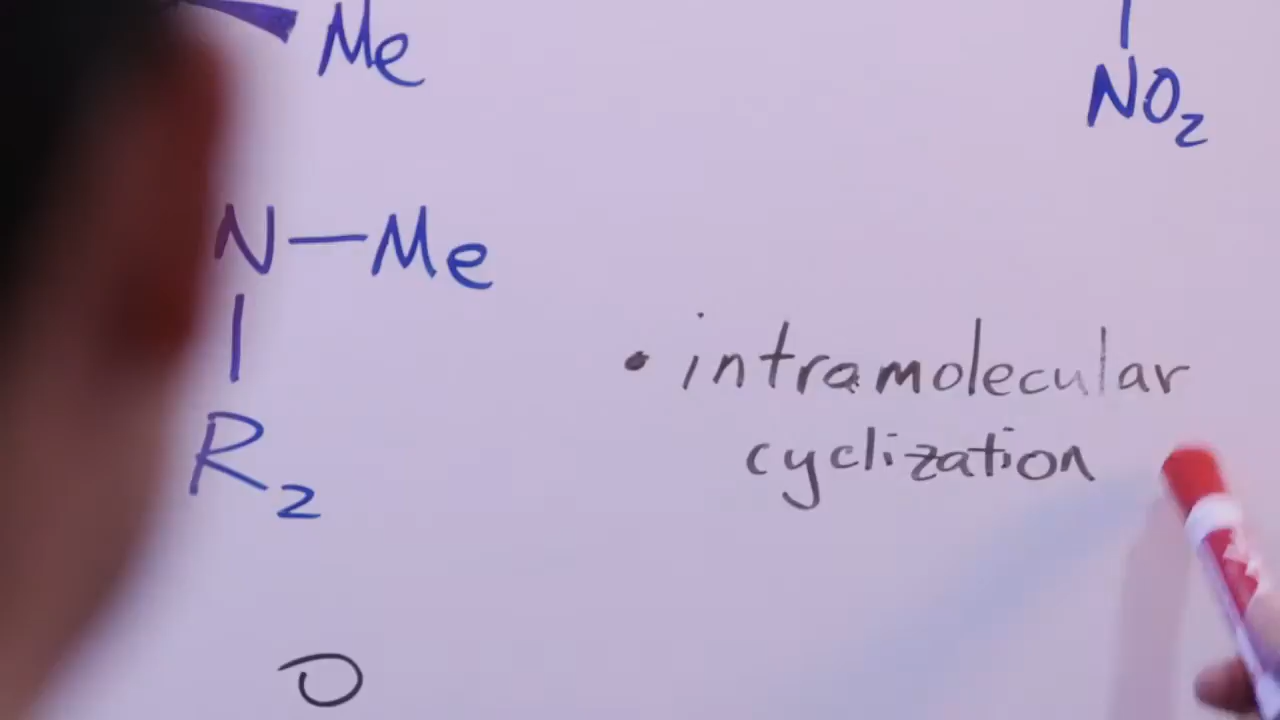 Me
NO2
N—Me
R2
• intramolecular
cyclization
O